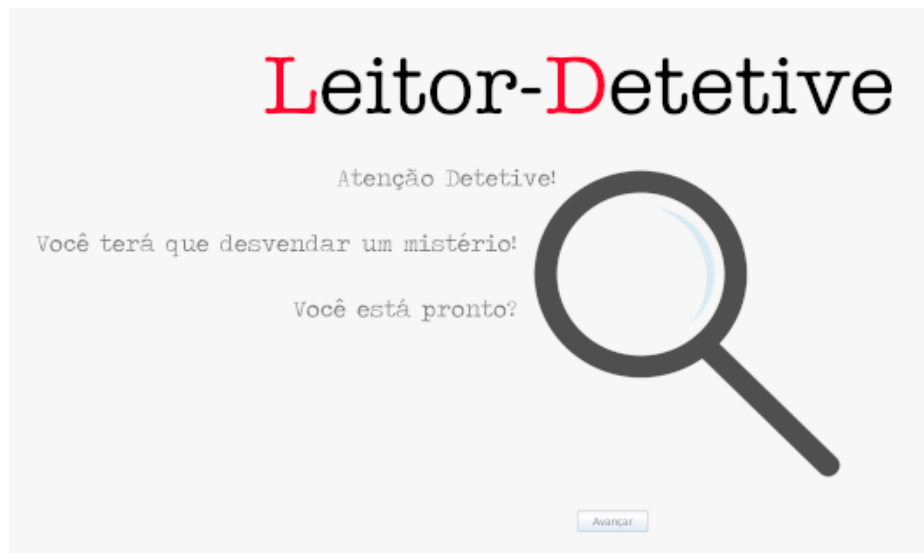 Leitor-Detetive
Atenção Detetive!
Você terá que desvendar um mistério!
Você está pronto?
Avançar